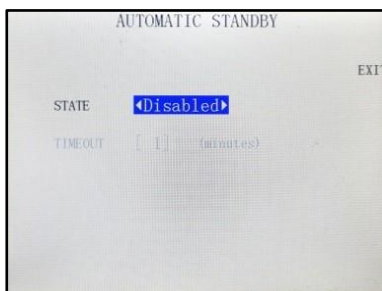 AUTOMATIC STANDBY
EXIT
STATE ◂Disabled▸
TIMEOUT [ 1] (minutes)